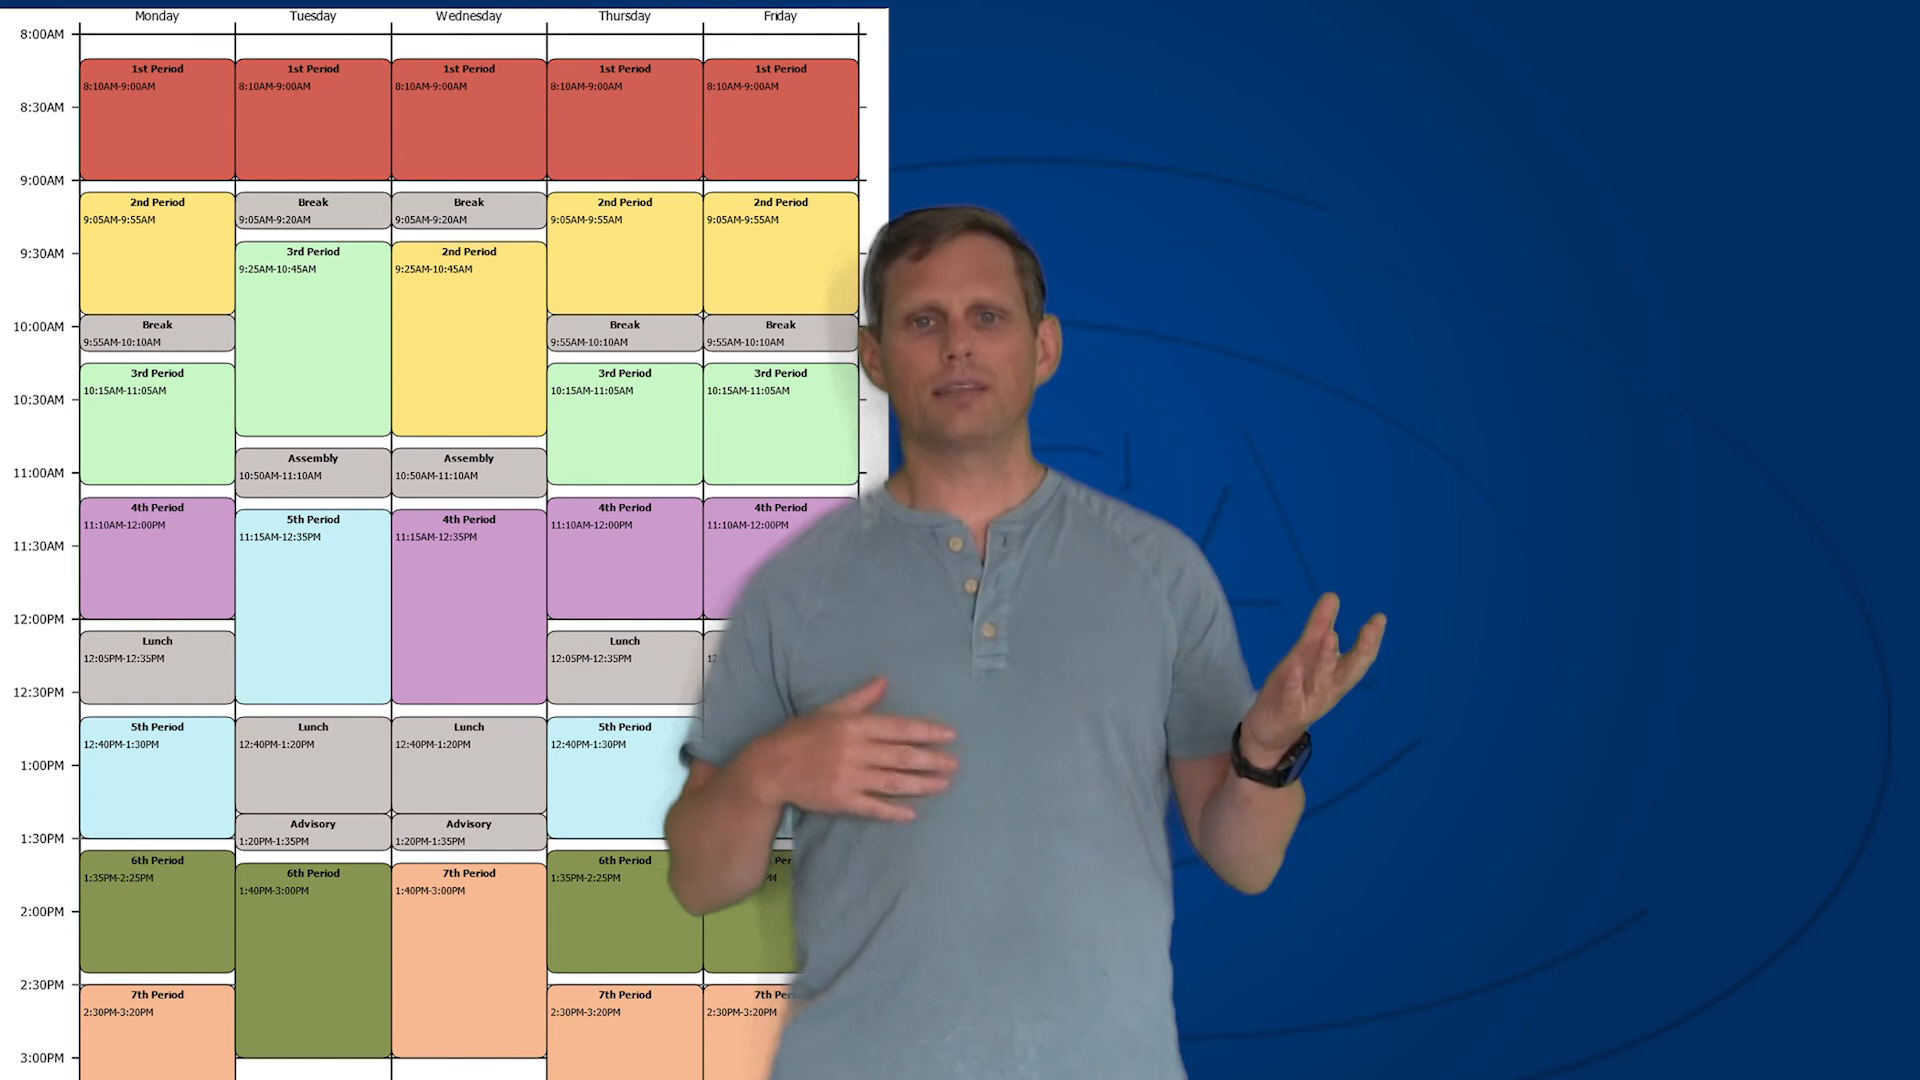 Monday Tuesday Wednesday Thursday Friday
8:00AM
8:30AM
9:00AM
9:30AM
10:00AM
10:30AM
11:00AM
11:30AM
12:00PM
12:30PM
1:00PM
1:30PM
2:00PM
2:30PM
3:00PM
1st Period
8:10AM-9:00AM
2nd Period
9:05AM-9:55AM
Break
9:55AM-10:10AM
3rd Period
10:15AM-11:05AM
4th Period
11:10AM-12:00PM
Lunch
12:05PM-12:35PM
5th Period
12:40PM-1:30PM
6th Period
1:35PM-2:25PM
7th Period
2:30PM-3:20PM
1st Period
8:10AM-9:00AM
Break
9:05AM-9:20AM
3rd Period
9:25AM-10:45AM
Assembly
10:50AM-11:10AM
5th Period
11:15AM-12:35PM
Lunch
12:40PM-1:20PM
Advisory
1:20PM-1:35PM
6th Period
1:40PM-3:00PM
1st Period
8:10AM-9:00AM
Break
9:05AM-9:20AM
2nd Period
9:25AM-10:45AM
Assembly
10:50AM-11:10AM
4th Period
11:15AM-12:35PM
Lunch
12:40PM-1:20PM
Advisory
1:20PM-1:35PM
7th Period
1:40PM-3:00PM
1st Period
8:10AM-9:00AM
2nd Period
9:05AM-9:55AM
Break
9:55AM-10:10AM
3rd Period
10:15AM-11:05AM
4th Period
11:10AM-12:00PM
Lunch
12:05PM-12:35PM
5th Period
12:40PM-1:30PM
6th Period
1:35PM-2:25PM
7th Period
2:30PM-3:20PM
1st Period
8:10AM-9:00AM
2nd Period
9:05AM-9:55AM
Break
9:55AM-10:10AM
3rd Period
10:15AM-11:05AM
4th Period
11:10AM-12:00PM
7th
2:30PM-3:20PM